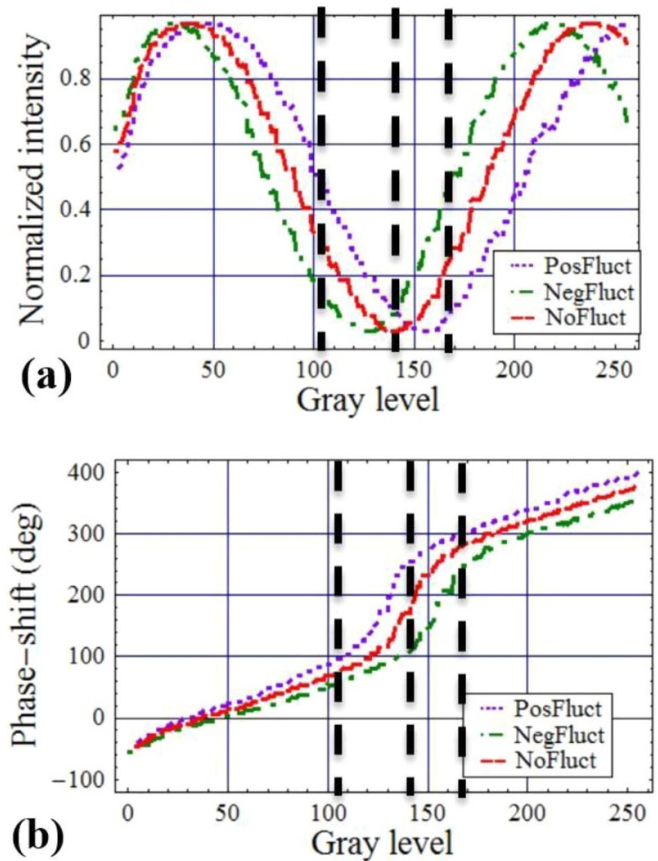 Normalized intensity
0.8
0.6
0.4
0.2
0
PosFluct
NegFluct
NoFluct
0 50 100 150 200 250
Gray level
(a)
Phase-shift (deg)
400
300
200
100
0
-100
PosFluct
NegFluct
NoFluct
0 50 100 150 200 250
Gray level
(b)